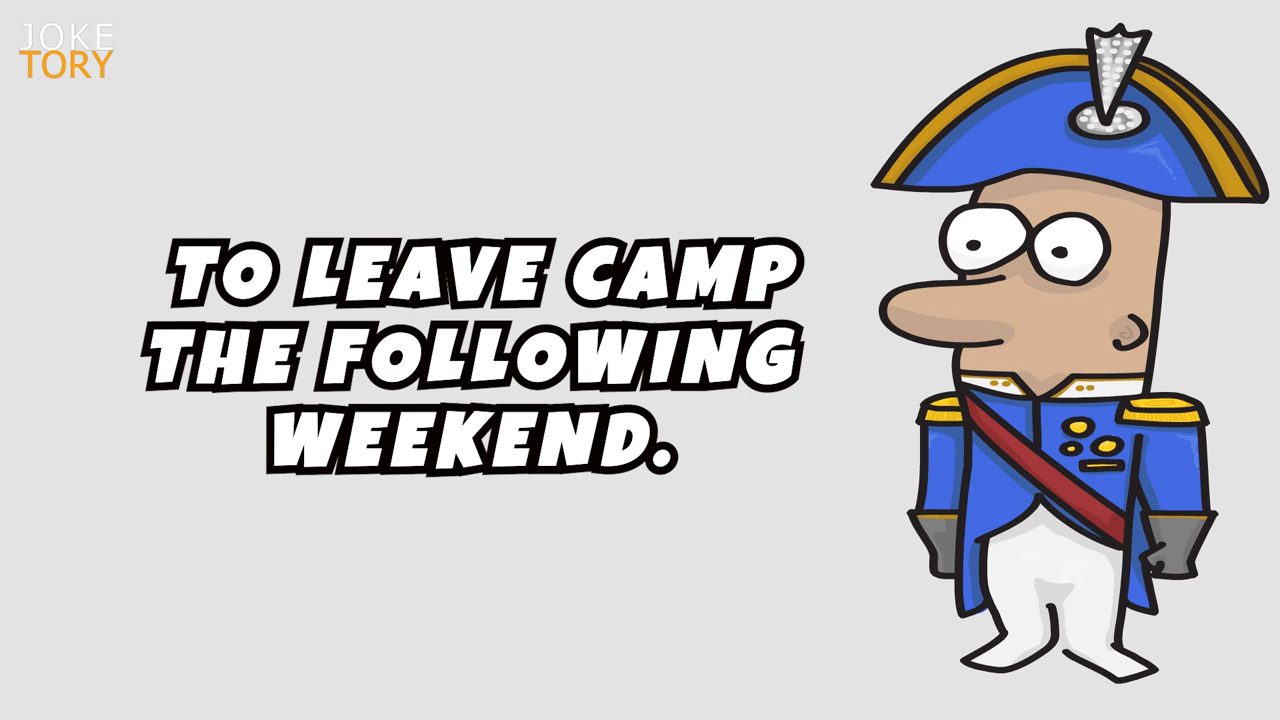 JOKE
TORY
TO LEAVE CAMP
THE FOLLOWING
WEEKEND.